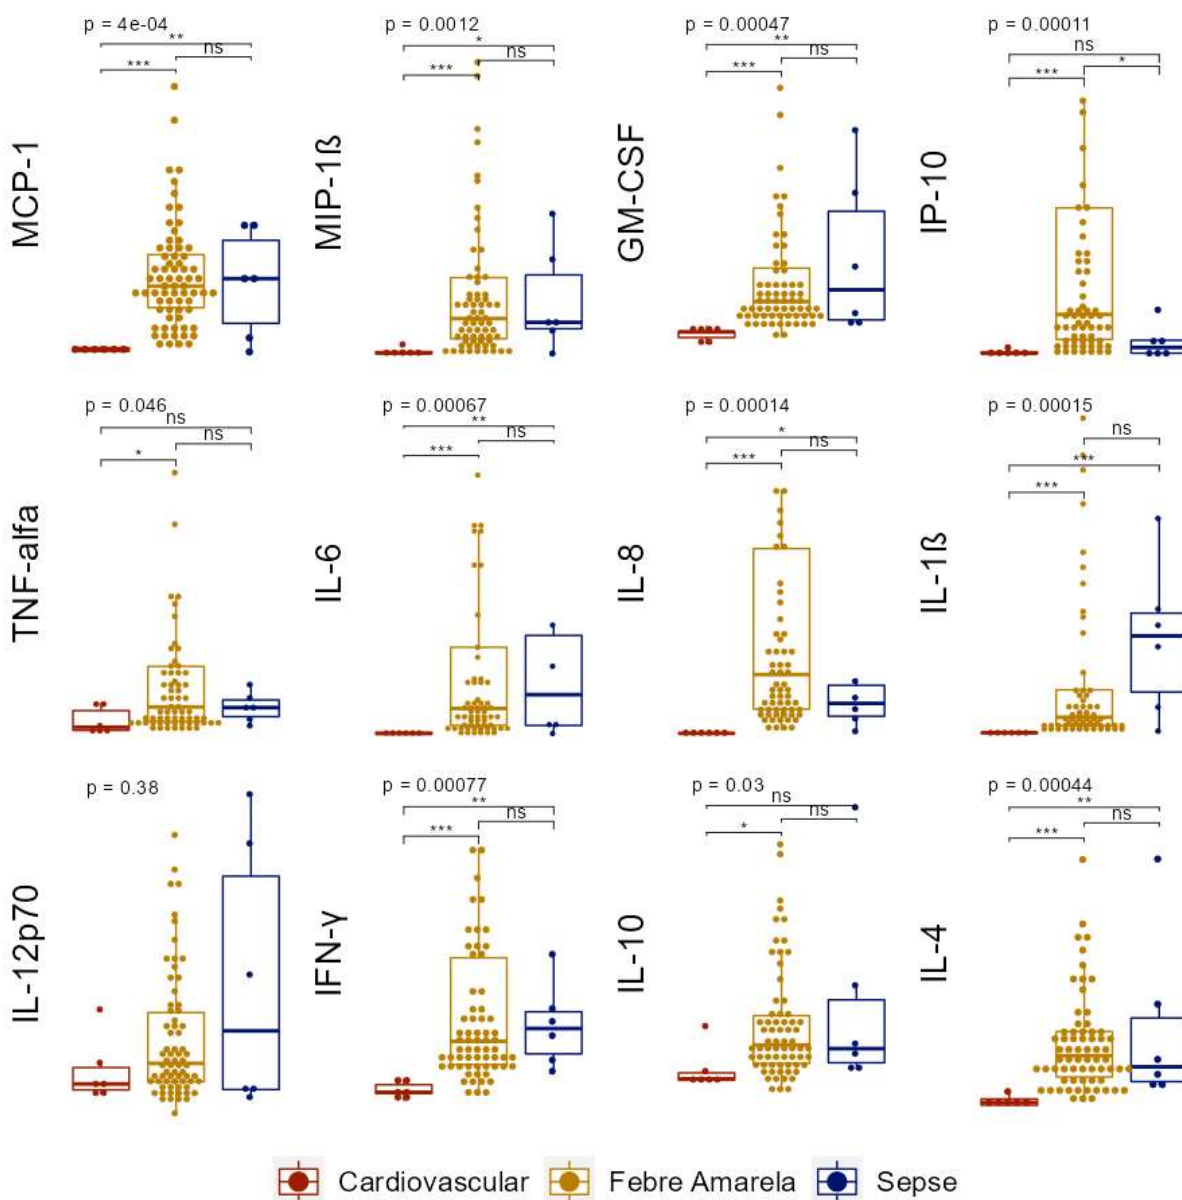 p = 4e-04
**
ns
***
MCP-1
p = 0.0012
*
ns
***
MIP-1ß
p = 0.00047
**
ns
***
GM-CSF
p = 0.00011
ns
*
***
IP-10
p = 0.046
ns
ns
*
TNF-alfa
p = 0.00067
**
ns
***
IL-6
p = 0.00014
*
ns
***
IL-8
p = 0.00015
ns
***
***
IL-1ß
p = 0.38
IL-12p70
p = 0.00077
**
ns
***
IFN-γ
p = 0.03
ns
ns
*
IL-10
p = 0.00044
**
ns
***
IL-4
Cardiovascular
Febre Amarela
Sepse